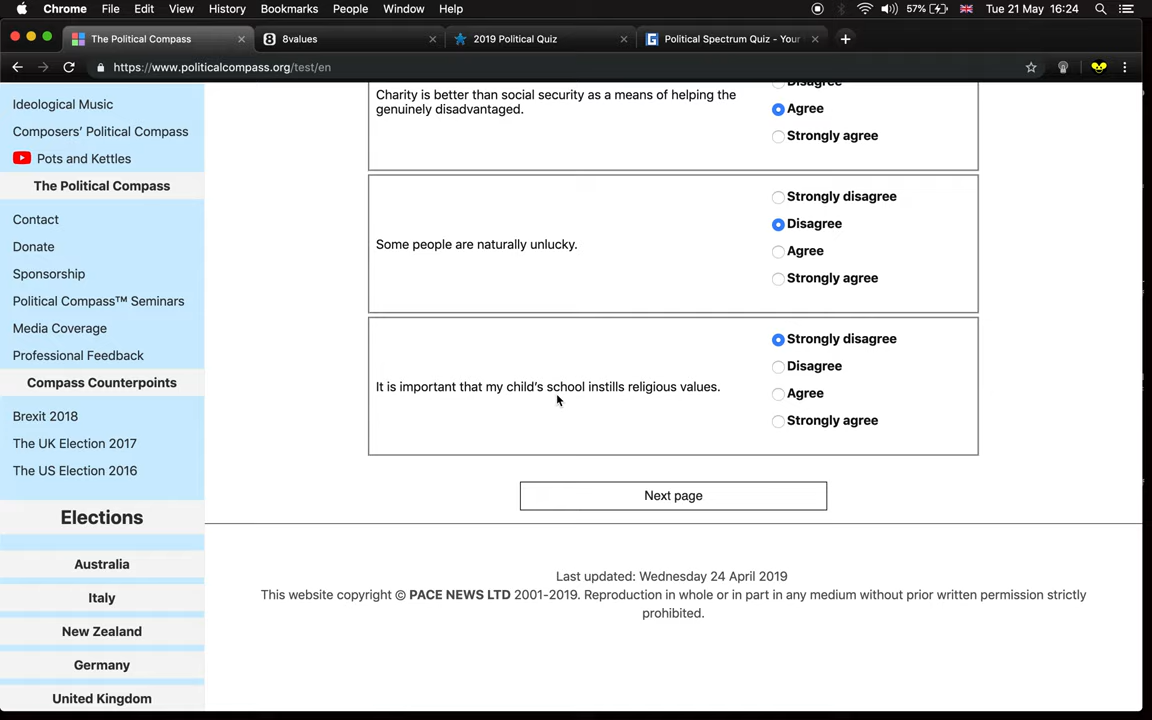 Chrome File Edit View History Bookmarks People Window Help 57% Tue 21 May 16:24
The Political Compass 8values 2019 Political Quiz Political Spectrum Quiz - Your
https://www.politicalcompass.org/test/en
Ideological Music
Composers' Political Compass
Pots and Kettles
The Political Compass
Contact
Donate
Sponsorship
Political Compass™ Seminars
Media Coverage
Professional Feedback
Compass Counterpoints
Brexit 2018
The UK Election 2017
The US Election 2016
Elections
Australia
Italy
New Zealand
Germany
United Kingdom
Charity is better than social security as a means of helping the
genuinely disadvantaged.
Disagree
Agree
Strongly agree
Some people are naturally unlucky.
Strongly disagree
Disagree
Agree
Strongly agree
It is important that my child's school instills religious values.
Strongly disagree
Disagree
Agree
Strongly agree
Next page
Last updated: Wednesday 24 April 2019
This website copyright © PACE NEWS LTD 2001-2019. Reproduction in whole or in part in any medium without prior written permission strictly
prohibited.